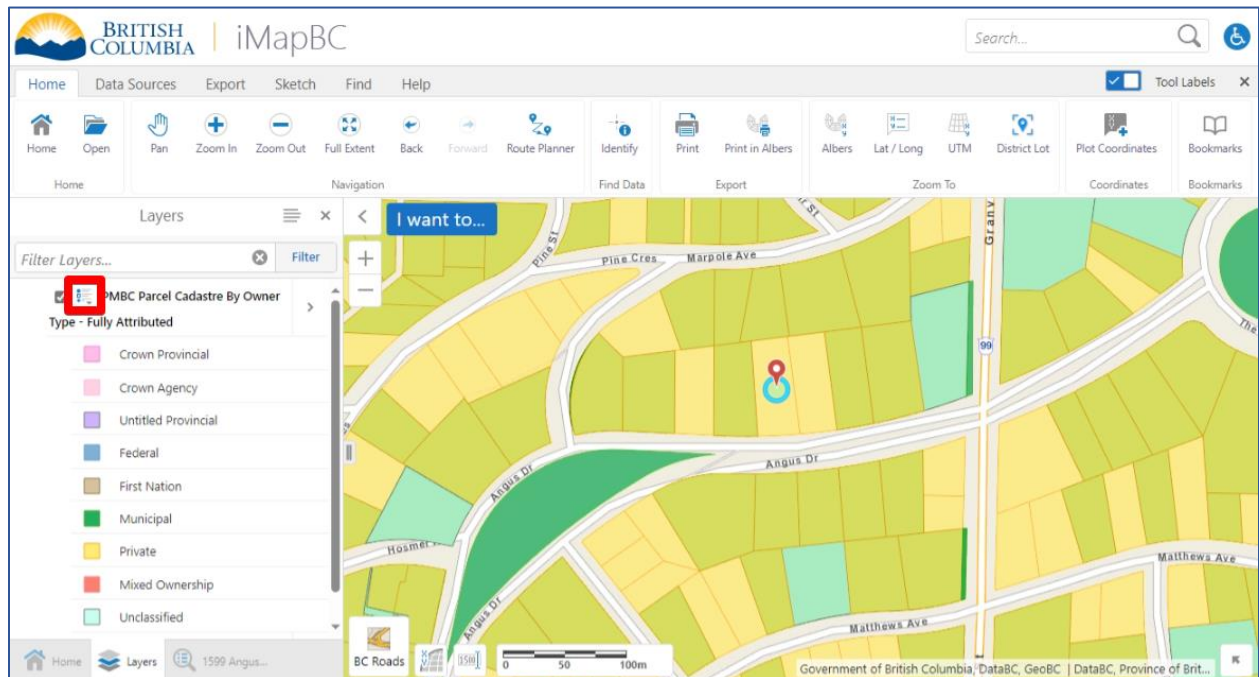 BRITISH
COLUMBIA
iMapBC
Search...
Home Data Sources Export Sketch Find Help
Tool Labels
Home Open Pan Zoom In Zoom Out Full Extent Back Forward Route Planner Identify Print Print in Albers Albers Lat / Long UTM District Lot Plot Coordinates Bookmarks
Home Navigation Find Data Export Zoom To Coordinates Bookmarks
Layers
I want to...
Filter Layers...
Filter
PMBC Parcel Cadastre By Owner
Type - Fully Attributed
Crown Provincial
Crown Agency
Untitled Provincial
Federal
First Nation
Municipal
Private
Mixed Ownership
Unclassified
Home Layers 1599 Angus...
Pine St
Pine Cres
Marpole Ave
Granv
The
99
Angus Dr
Angus Dr
Hosmer
Angus Dr
Matthews Ave
Matthews Ave
BC Roads
1500
0 50 100m
Government of British Columbia, DataBC, GeoBC | DataBC, Province of Brit...